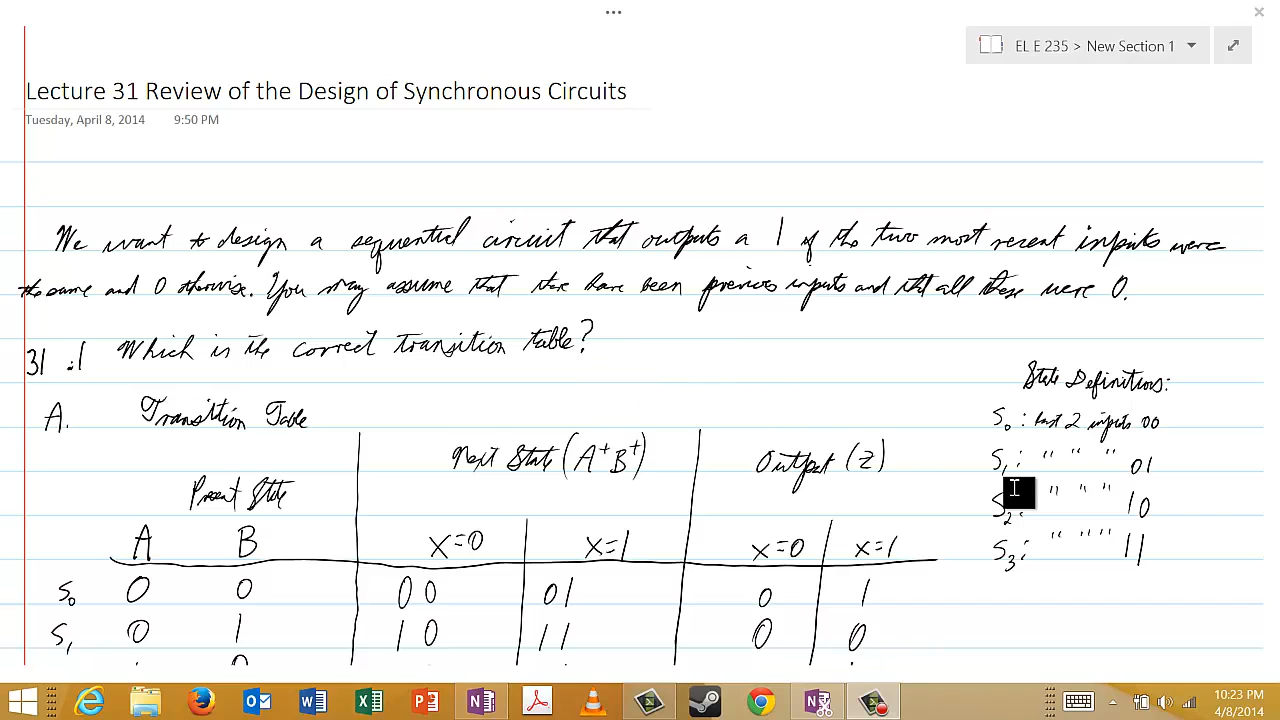 EL E 235 > New Section 1
Lecture 31 Review of the Design of Synchronous Circuits
Tuesday, April 8, 2014 9:50 PM
We want to design a sequential circuit that outputs a 1 if the two most recent inputs were
the same and 0 otherwise. You may assume that there have been previous inputs and that all these were 0.
31.1 Which is the correct transition table?
State Definitions:
A. Transition Table
S0: Last 2 inputs 00
Next State (A+B+) Output (Z)
S1: " " " 01
Present State
S2: " " " 10
A B X=0 X=1 X=0 X=1
S3: " " " 11
S0 0 0 00 01 0 1
S1 0 1 10 11 0 0
10:23 PM
4/8/2014